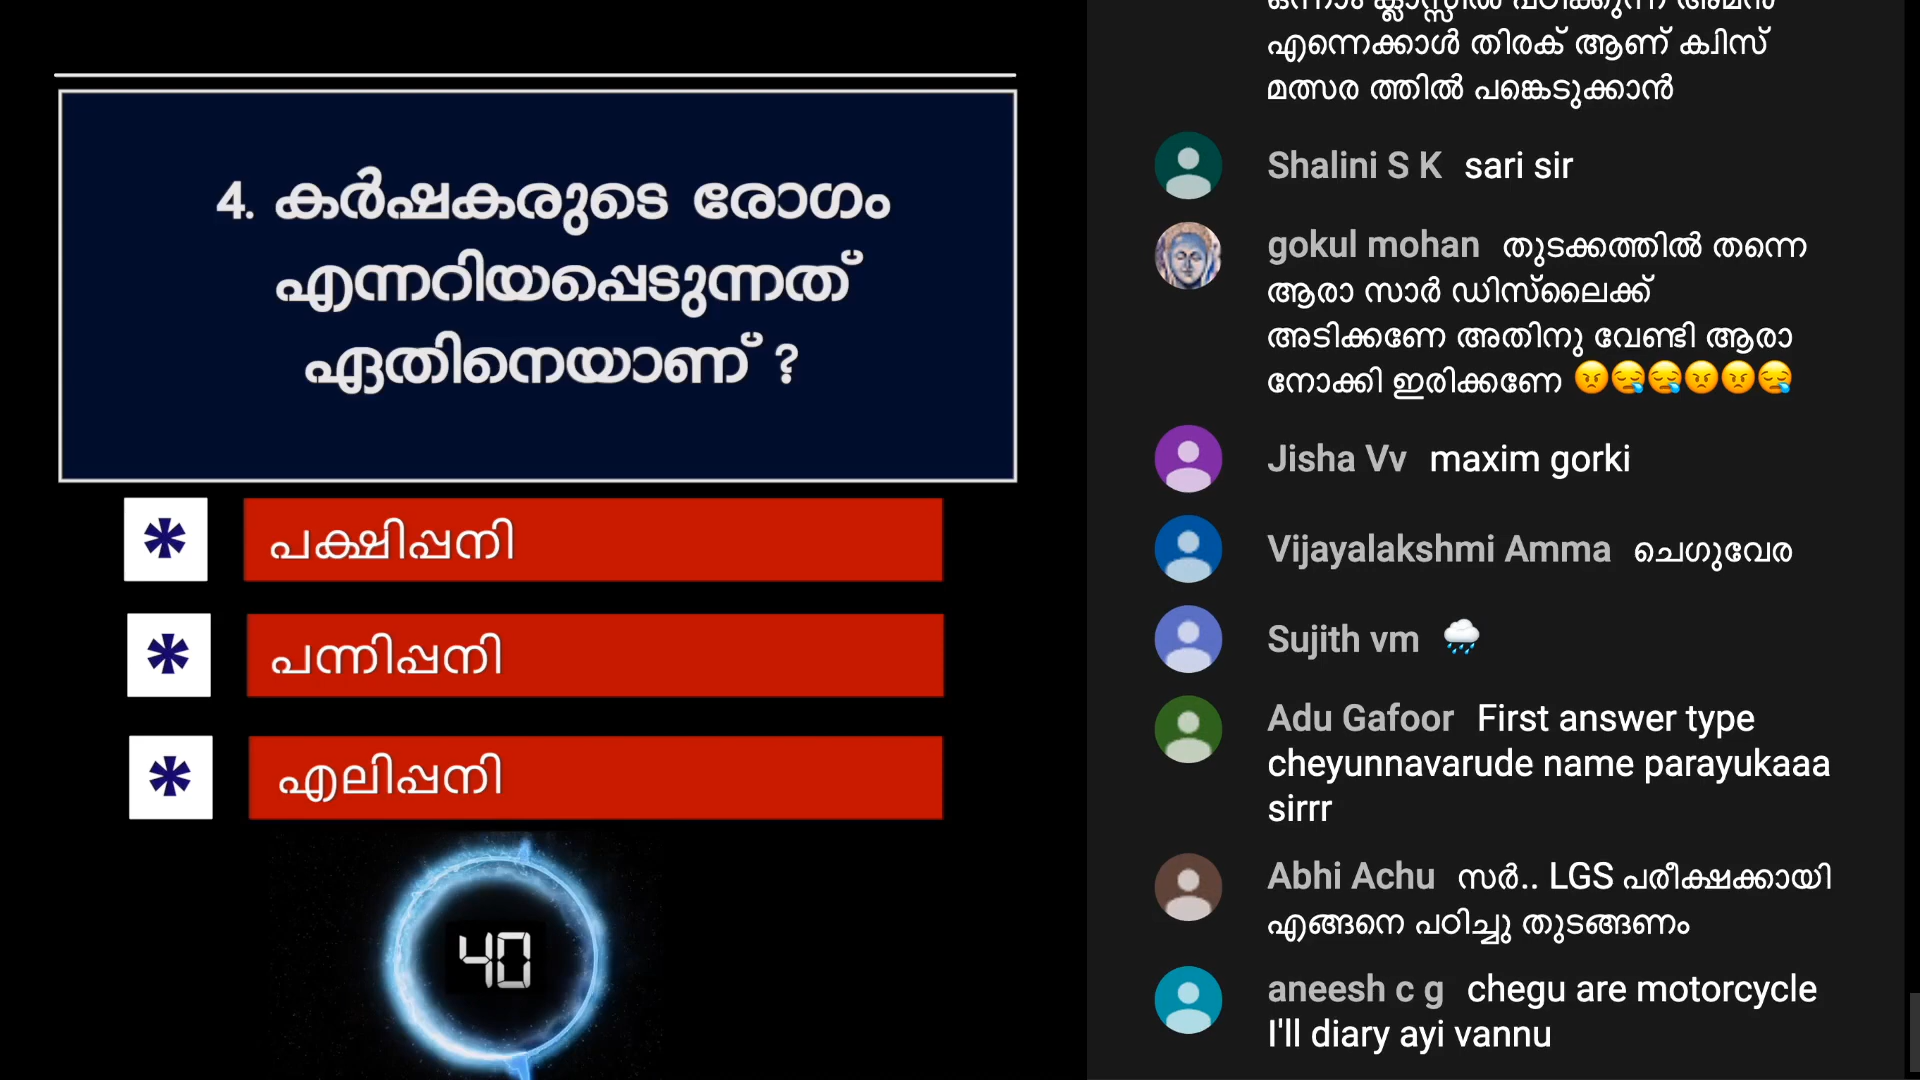 4. കർഷകരുടെ രോഗം
എന്നറിയപ്പെടുന്നത്
ഏതിനെയാണ് ?
*
പക്ഷിപ്പനി
*
പന്നിപ്പനി
*
എലിപ്പനി
40
ഒന്നാം ക്ലാസ്സിൽ പഠിക്കുന്ന അമൻ
എന്നെക്കാൾ തിരക് ആണ് ക്വിസ്
മത്സര ത്തിൽ പങ്കെടുക്കാൻ
Shalini S K sari sir
gokul mohan തുടക്കത്തിൽ തന്നെ
ആരാ സാർ ഡിസ്‌ലൈക്ക്
അടിക്കണേ അതിനു വേണ്ടി ആരാ
നോക്കി ഇരിക്കണേ 😠😪😪😠😠😪
Jisha Vv maxim gorki
Vijayalakshmi Amma ചെഗുവേര
Sujith vm 🌧
Adu Gafoor First answer type
cheyunnavarude name parayukaaa
sirrr
Abhi Achu സർ.. LGS പരീക്ഷക്കായി
എങ്ങനെ പഠിച്ചു തുടങ്ങണം
aneesh c g chegu are motorcycle
I'll diary ayi vannu